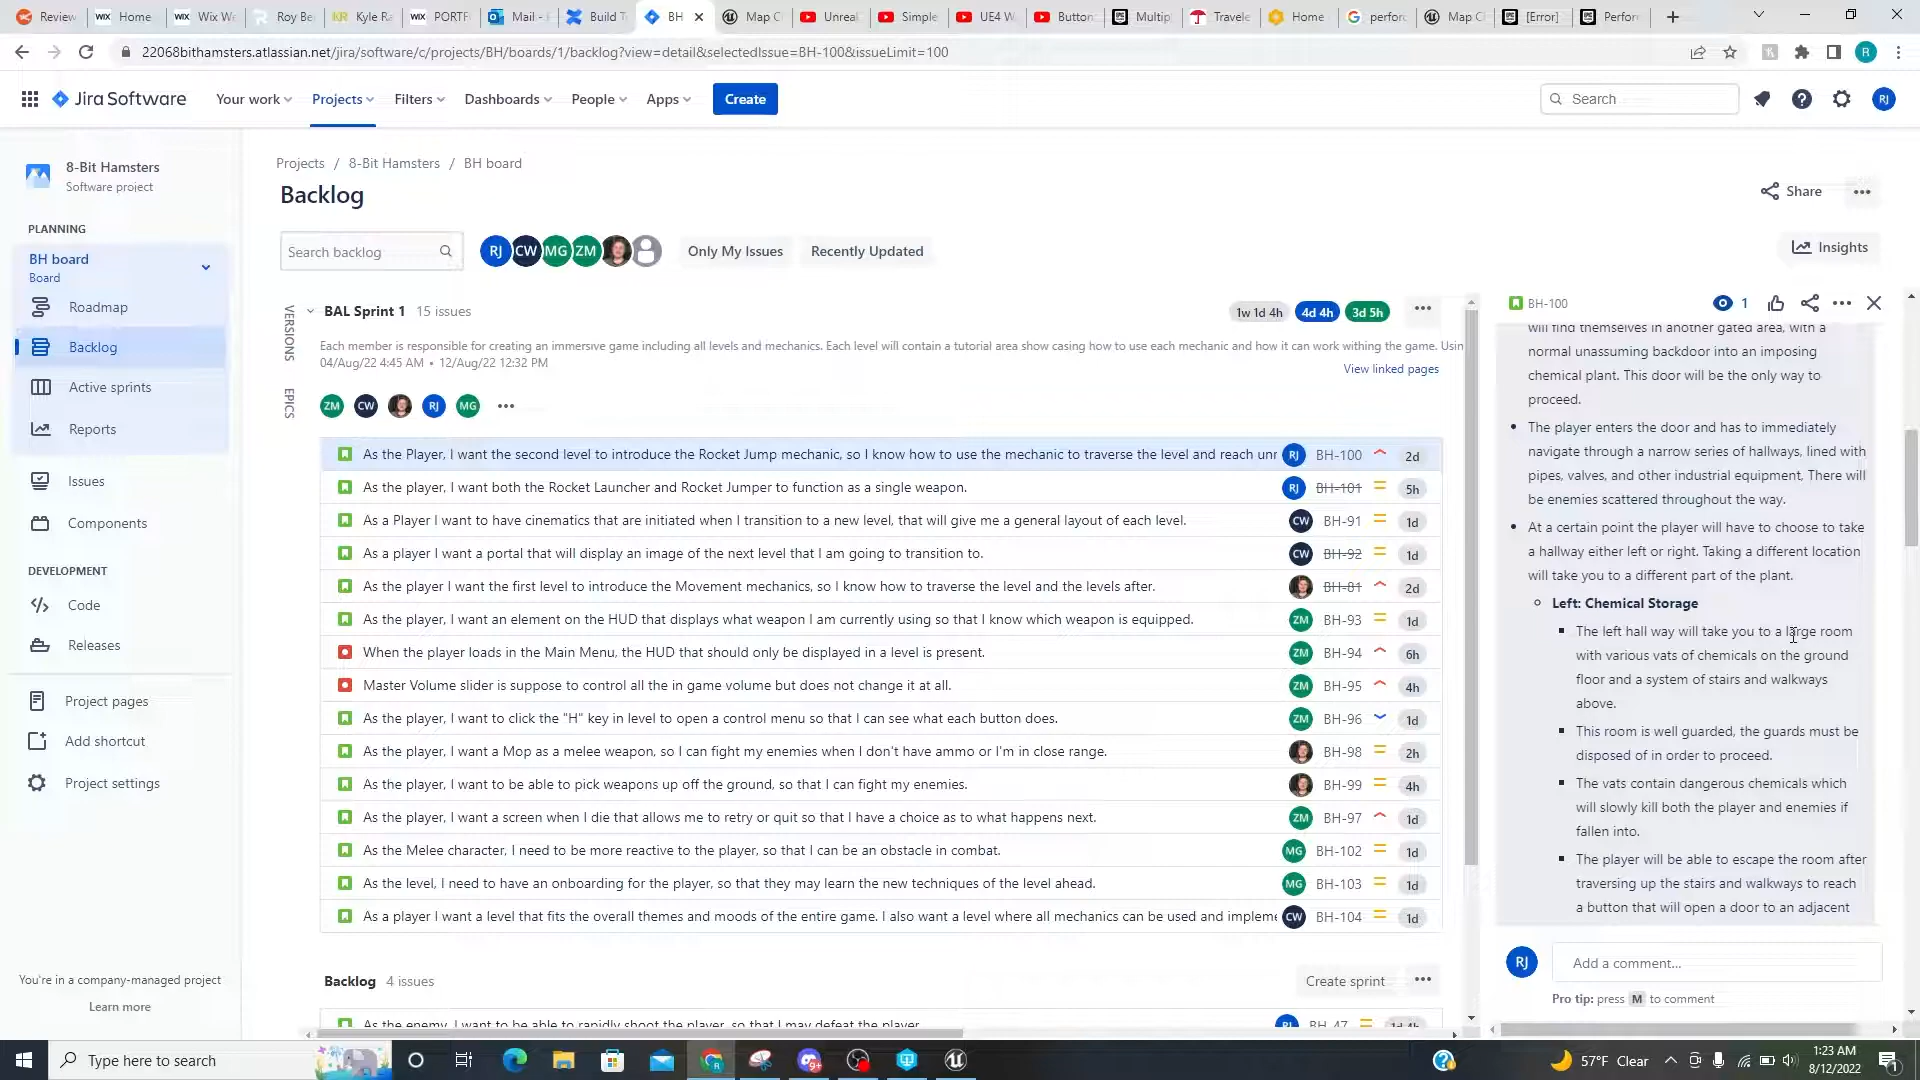 Review
Home
Wix We
Roy Be
Kyle Ra
PORTF
Mail -
Build T
BH
Map C
Unreal
Simple
UE4 W
Button
Multip
Travele
Home
perfor
Map Cl
[Error]
Perfor
22068bithamsters.atlassian.net/jira/software/c/projects/BH/boards/1/backlog?view=detail&selectedIssue=BH-100&issueLimit=100
Jira Software
Your work
Projects
Filters
Dashboards
People
Apps
Create
Search
RJ
8-Bit Hamsters
Software project
PLANNING
BH board
Board
Roadmap
Backlog
Active sprints
Reports
Issues
Components
DEVELOPMENT
Code
Releases
Project pages
Add shortcut
Project settings
You're in a company-managed project
Learn more
Projects / 8-Bit Hamsters / BH board
Backlog
Share
Search backlog
RJ CW MG ZM
Only My Issues
Recently Updated
Insights
VERSIONS
EPICS
BAL Sprint 1 15 issues
1w 1d 4h 4d 4h 3d 5h
Each member is responsible for creating an immersive game including all levels and mechanics. Each level will contain a tutorial area show casing how to use each mechanic and how it can work withing the game. Usin
04/Aug/22 4:45 AM • 12/Aug/22 12:32 PM
View linked pages
ZM CW RJ MG
As the Player, I want the second level to introduce the Rocket Jump mechanic, so I know how to use the mechanic to traverse the level and reach unr RJ BH-100 2d
As the player, I want both the Rocket Launcher and Rocket Jumper to function as a single weapon. RJ BH-101 5h
As a Player I want to have cinematics that are initiated when I transition to a new level, that will give me a general layout of each level. CW BH-91 1d
As a player I want a portal that will display an image of the next level that I am going to transition to. CW BH-92 1d
As the player I want the first level to introduce the Movement mechanics, so I know how to traverse the level and the levels after. BH-81 2d
As the player, I want an element on the HUD that displays what weapon I am currently using so that I know which weapon is equipped. ZM BH-93 1d
When the player loads in the Main Menu, the HUD that should only be displayed in a level is present. ZM BH-94 6h
Master Volume slider is suppose to control all the in game volume but does not change it at all. ZM BH-95 4h
As the player, I want to click the "H" key in level to open a control menu so that I can see what each button does. ZM BH-96 1d
As the player, I want a Mop as a melee weapon, so I can fight my enemies when I don't have ammo or I'm in close range. BH-98 2h
As the player, I want to be able to pick weapons up off the ground, so that I can fight my enemies. BH-99 4h
As the player, I want a screen when I die that allows me to retry or quit so that I have a choice as to what happens next. ZM BH-97 1d
As the Melee character, I need to be more reactive to the player, so that I can be an obstacle in combat. MG BH-102 1d
As the level, I need to have an onboarding for the player, so that they may learn the new techniques of the level ahead. MG BH-103 1d
As a player I want a level that fits the overall themes and moods of the entire game. I also want a level where all mechanics can be used and impleme CW BH-104 1d
Backlog 4 issues
Create sprint
As the enemy, I want to be able to rapidly shoot the player, so that I may defeat the player. RJ BH-47 1d 4h
BH-100
1
will find themselves in another gated area, with a
normal unassuming backdoor into an imposing
chemical plant. This door will be the only way to
proceed.
• The player enters the door and has to immediately
navigate through a narrow series of hallways, lined with
pipes, valves, and other industrial equipment, There will
be enemies scattered throughout the way.
• At a certain point the player will have to choose to take
a hallway either left or right. Taking a different location
will take you to a different part of the plant.
Left: Chemical Storage
The left hall way will take you to a large room
with various vats of chemicals on the ground
floor and a system of stairs and walkways
above.
This room is well guarded, the guards must be
disposed of in order to proceed.
The vats contain dangerous chemicals which
will slowly kill both the player and enemies if
fallen into.
The player will be able to escape the room after
traversing up the stairs and walkways to reach
a button that will open a door to an adjacent
RJ
Add a comment...
Pro tip: press M to comment
Type here to search
57°F Clear
1:23 AM
8/12/2022